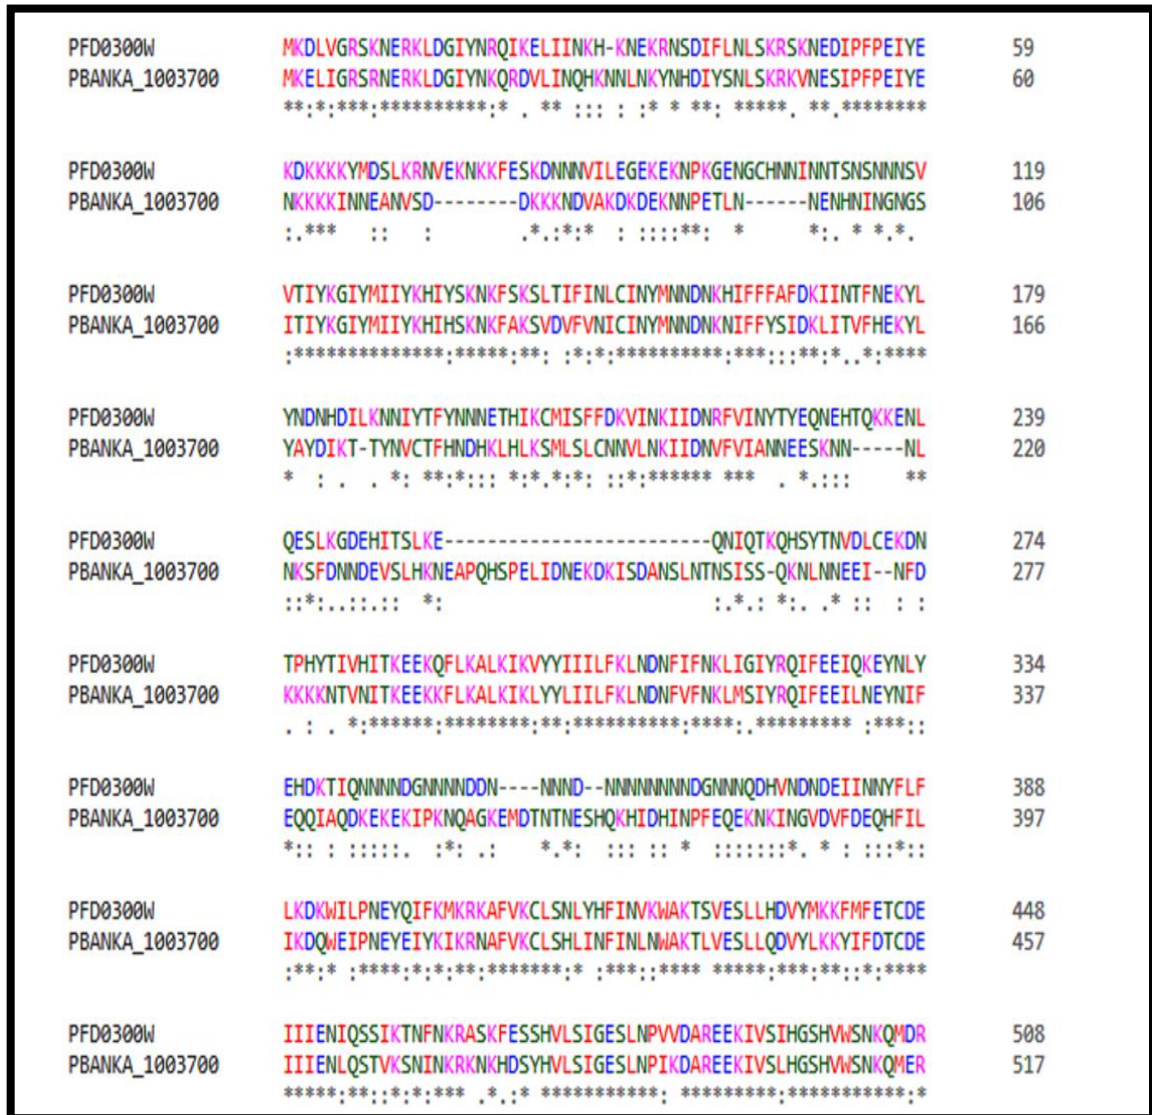 PFD0300W MKDLVGRSKNERKLDGIYNRQIKELIINKH-KNEKRNSDIFLNLSKRSKNEDIPFPEIYE 59
PBANKA_1003700 MKELIGRSRNERKLDGIYNKQRDVLINQHKNNLNKYNHDIYSNLSKRKVNESIPFPEIYE 60
**:*:***:**********:* . ** ::: : :* * **: *****. **.********
PFD0300W KDKKKKYMDSLKRNVEKNKKFESKDNNNVILEGEKEKNPKGENGCHNNINNTSNSNNNSV 119
PBANKA_1003700 NKKKKINNEANVSD--------DKKKNDVAKDKDEKNNPETLN------NENHNINGNGS 106
:.*** :: : .*.:*:* : ::::**: * *:. * *.*.
PFD0300W VTIYKGIYMIIYKHIYSKNKFSKSLTIFINLCINYMNNDNKHIFFFAFDKIINTFNEKYL 179
PBANKA_1003700 ITIYKGIYMIIYKHIHSKNKFAKSVDVFVNICINYMNNDNKNIFFYSIDKLITVFHEKYL 166
:**************:*****:**: :*:*:**********:***:::**:*..*:****
PFD0300W YNDNHDILKNNIYTFYNNNETHIKCMISFFDKVINKIIDNRFVINYTYEQNEHTQKKENL 239
PBANKA_1003700 YAYDIKT-TYNVCTFHNDHKLHLKSMLSLCNNVLNKIIDNVFVIANNEESKNN-----NL 220
* : . . *: **:*::: *:*.*:*: ::*:****** *** . *.::: **
PFD0300W QESLKGDEHITSLKE-------------------------QNIQTKQHSYTNVDLCEKDN 274
PBANKA_1003700 NKSFDNNDEVSLHKNEAPQHSPELIDNEKDKISDANSLNTNSISS-QKNLNNEEI--NFD 277
::*:..::.:: *: :.*.: *:. .* :: : :
PFD0300W TPHYTIVHITKEEKQFLKALKIKVYYIIILFKLNDNFIFNKLIGIYRQIFEEIQKEYNLY 334
PBANKA_1003700 KKKKNTVNITKEEKKFLKALKIKLYYLIILFKLNDNFVFNKLMSIYRQIFEEILNEYNIF 337
. : . *:******:********:**:**********:****:.********* :***::
PFD0300W EHDKTIQNNNNDGNNNNDDN----NNND--NNNNNNNNDGNNNQDHVNDNDEIINNYFLF 388
PBANKA_1003700 EQQIAQDKEKEKIPKNQAGKEMDTNTNESHQKHIDHINPFEQEKNKINGVDVFDEQHFIL 397
*:: : :::::. :*: .: *.*: ::: :: * :::::::*. * : :::*::
PFD0300W LKDKWILPNEYQIFKMKRKAFVKCLSNLYHFINVKWAKTSVESLLHDVYMKKFMFETCDE 448
PBANKA_1003700 IKDQWEIPNEYEIYKIKRNAFVKCLSHLINFINLNWAKTLVESLLQDVYLKKYIFDTCDE 457
:**:* :****:*:*:**:*******:* :***::**** *****:***:**::*:****
PFD0300W IIIENIQSSIKTNFNKRASKFESSHVLSIGESLNPVVDAREEKIVSIHGSHVWSNKQMDR 508
PBANKA_1003700 IIIENLQSTVKSNINKRKNKHDSYHVLSIGESLNPIKDAREEKIVSLHGSHVWSNKQMER 517
*****:**::*:*:*** .*.:* ***********: *********:***********:*